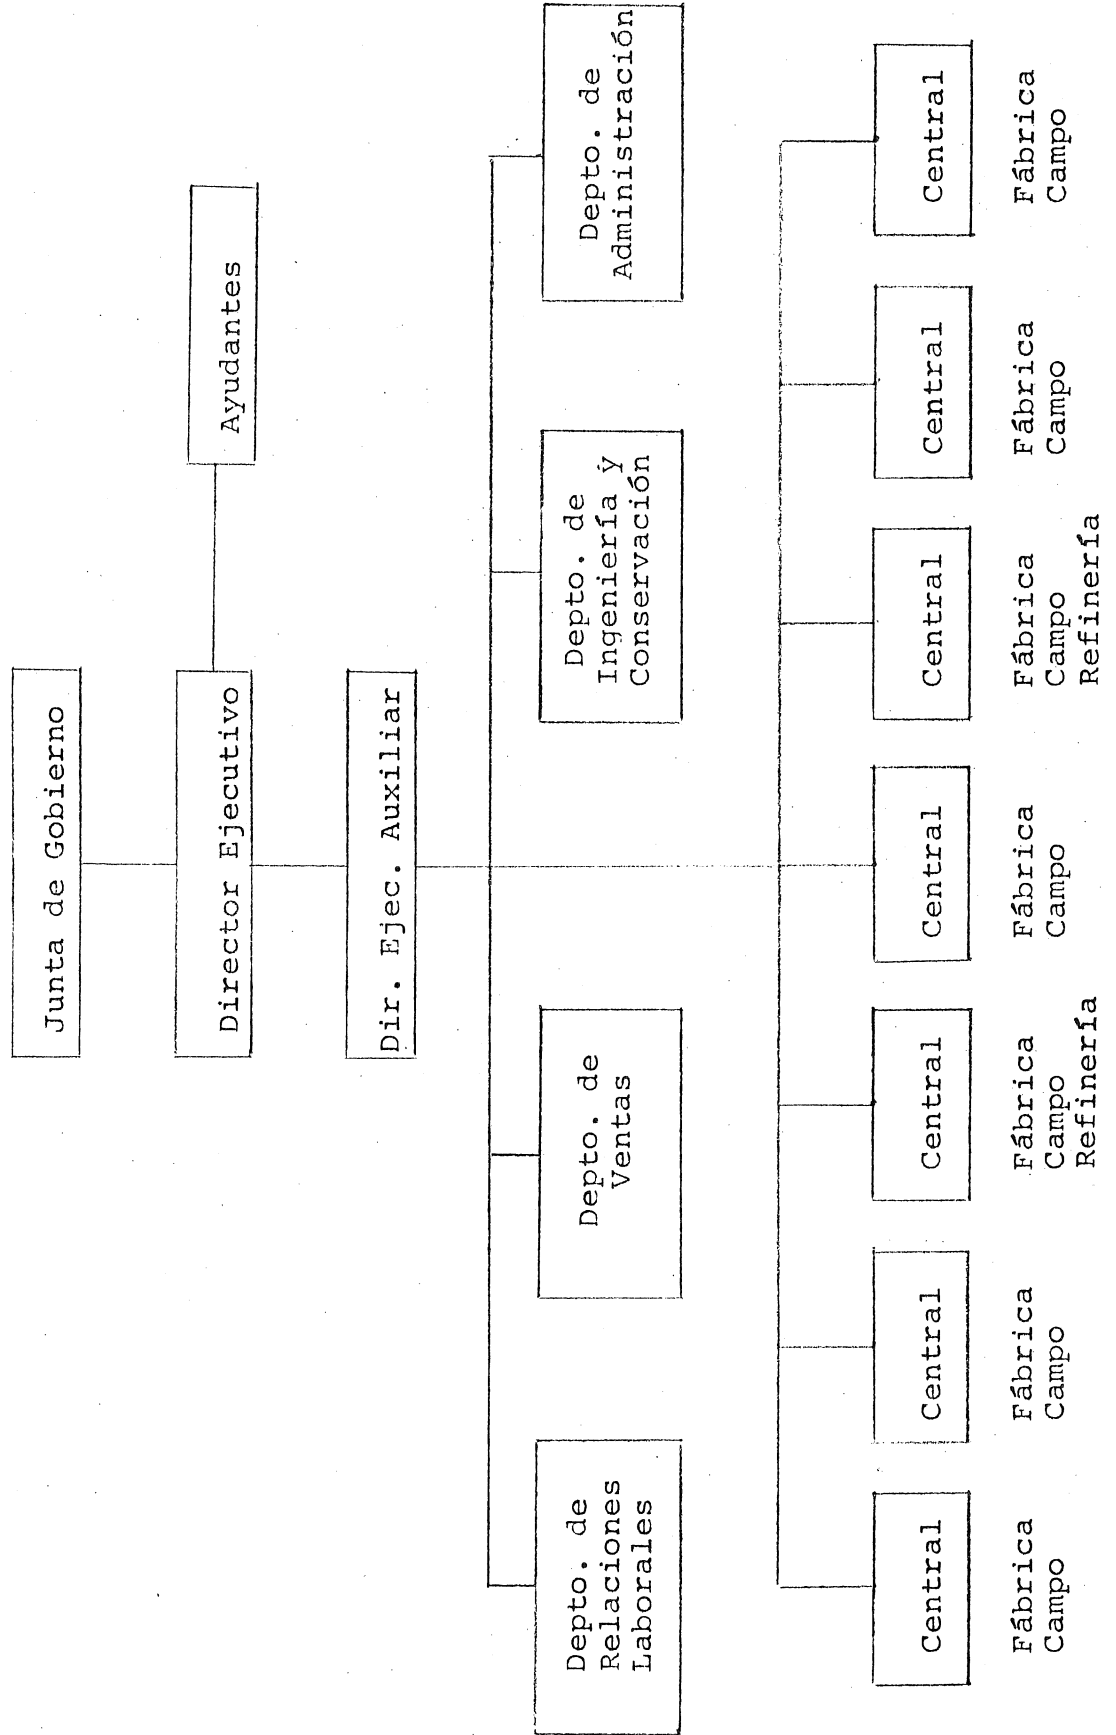 Junta de Gobierno
Director Ejecutivo
Ayudantes
Dir. Ejec. Auxiliar
Depto. de
Relaciones
Laborales
Depto. de
Ventas
Depto. de
Ingeniería y
Conservación
Depto. de
Administración
Central
Fábrica
Campo
Central
Fábrica
Campo
Central
Fábrica
Campo
Refinería
Central
Fábrica
Campo
Central
Fábrica
Campo
Refinería
Central
Fábrica
Campo
Central
Fábrica
Campo